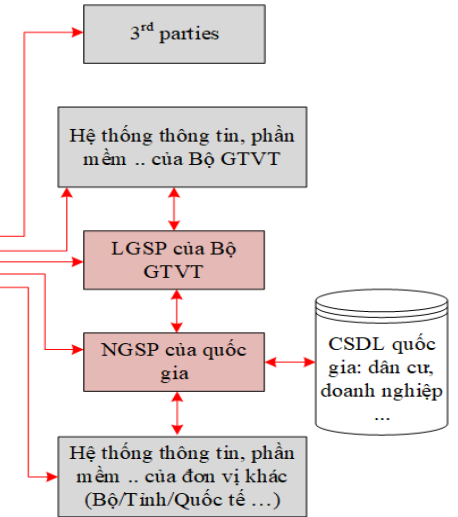 3rd parties
Hệ thống thông tin, phần
mềm .. của Bộ GTVT
LGSP của Bộ
GTVT
NGSP của quốc
gia
CSDL quốc
gia: dân cư,
doanh nghiệp
...
Hệ thống thông tin, phần
mềm .. của đơn vị khác
(Bộ/Tỉnh/Quốc tế ...)